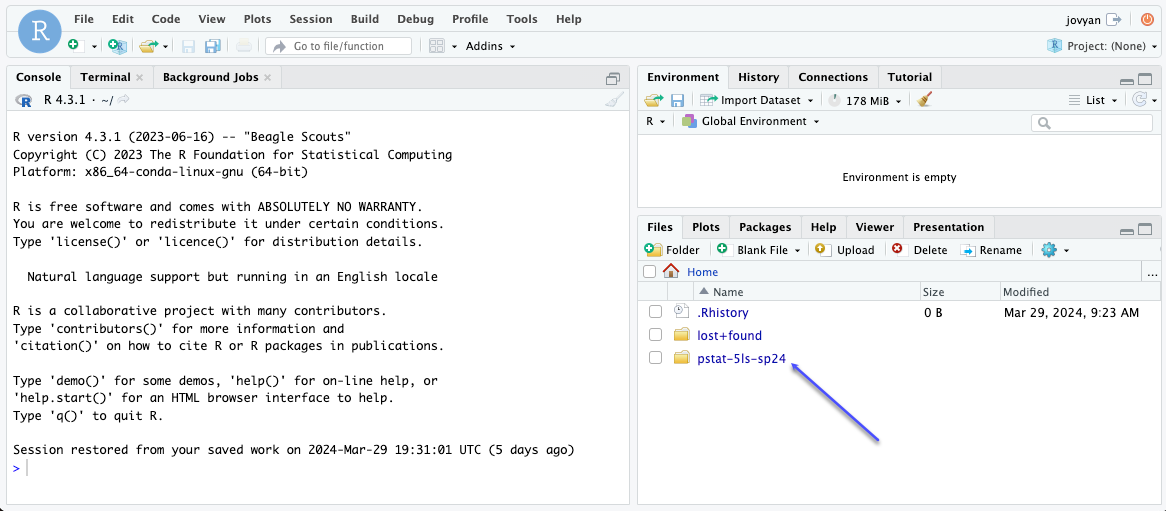 R
File Edit Code View Plots Session Build Debug Profile Tools Help
jovyan
Go to file/function
Addins
Project: (None)
Console Terminal Background Jobs
R 4.3.1 · ~/
R version 4.3.1 (2023-06-16) -- "Beagle Scouts"
Copyright (C) 2023 The R Foundation for Statistical Computing
Platform: x86_64-conda-linux-gnu (64-bit)
R is free software and comes with ABSOLUTELY NO WARRANTY.
You are welcome to redistribute it under certain conditions.
Type 'license()' or 'licence()' for distribution details.
Natural language support but running in an English locale
R is a collaborative project with many contributors.
Type 'contributors()' for more information and
'citation()' on how to cite R or R packages in publications.
Type 'demo()' for some demos, 'help()' for on-line help, or
'help.start()' for an HTML browser interface to help.
Type 'q()' to quit R.
Session restored from your saved work on 2024-Mar-29 19:31:01 UTC (5 days ago)
>
Environment History Connections Tutorial
Import Dataset 178 MiB List
R Global Environment
Environment is empty
Files Plots Packages Help Viewer Presentation
Folder Blank File Upload Delete Rename
Home ...
Name Size Modified
.Rhistory 0 B Mar 29, 2024, 9:23 AM
lost+found
pstat-5ls-sp24